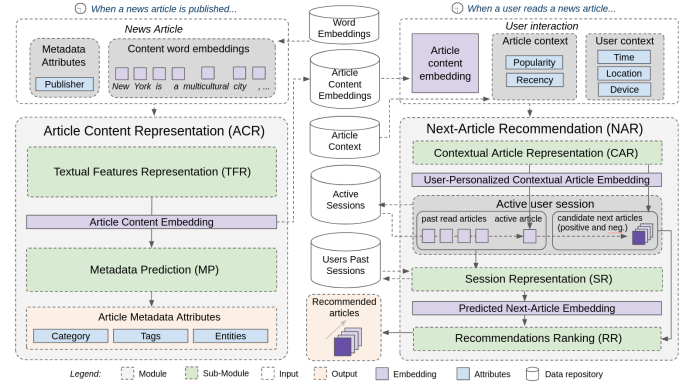 When a news article is published...
News Article
Metadata
Attributes
Publisher
Content word embeddings
New York is a multicultural city , ...
Article Content Representation (ACR)
Textual Features Representation (TFR)
Article Content Embedding
Metadata Prediction (MP)
Article Metadata Attributes
Category
Tags
Entities
Word
Embeddings
Article
Content
Embeddings
Article
Context
Active
Sessions
Users Past
Sessions
Recommended
articles
When a user reads a news article...
User interaction
Article
content
embedding
Article context
Popularity
Recency
User context
Time
Location
Device
Next-Article Recommendation (NAR)
Contextual Article Representation (CAR)
User-Personalized Contextual Article Embedding
Active user session
past read articles
active article
candidate next articles
(positive and neg.)
Session Representation (SR)
Predicted Next-Article Embedding
Recommendations Ranking (RR)
Legend:
Module
Sub-Module
Input
Output
Embedding
Attributes
Data repository